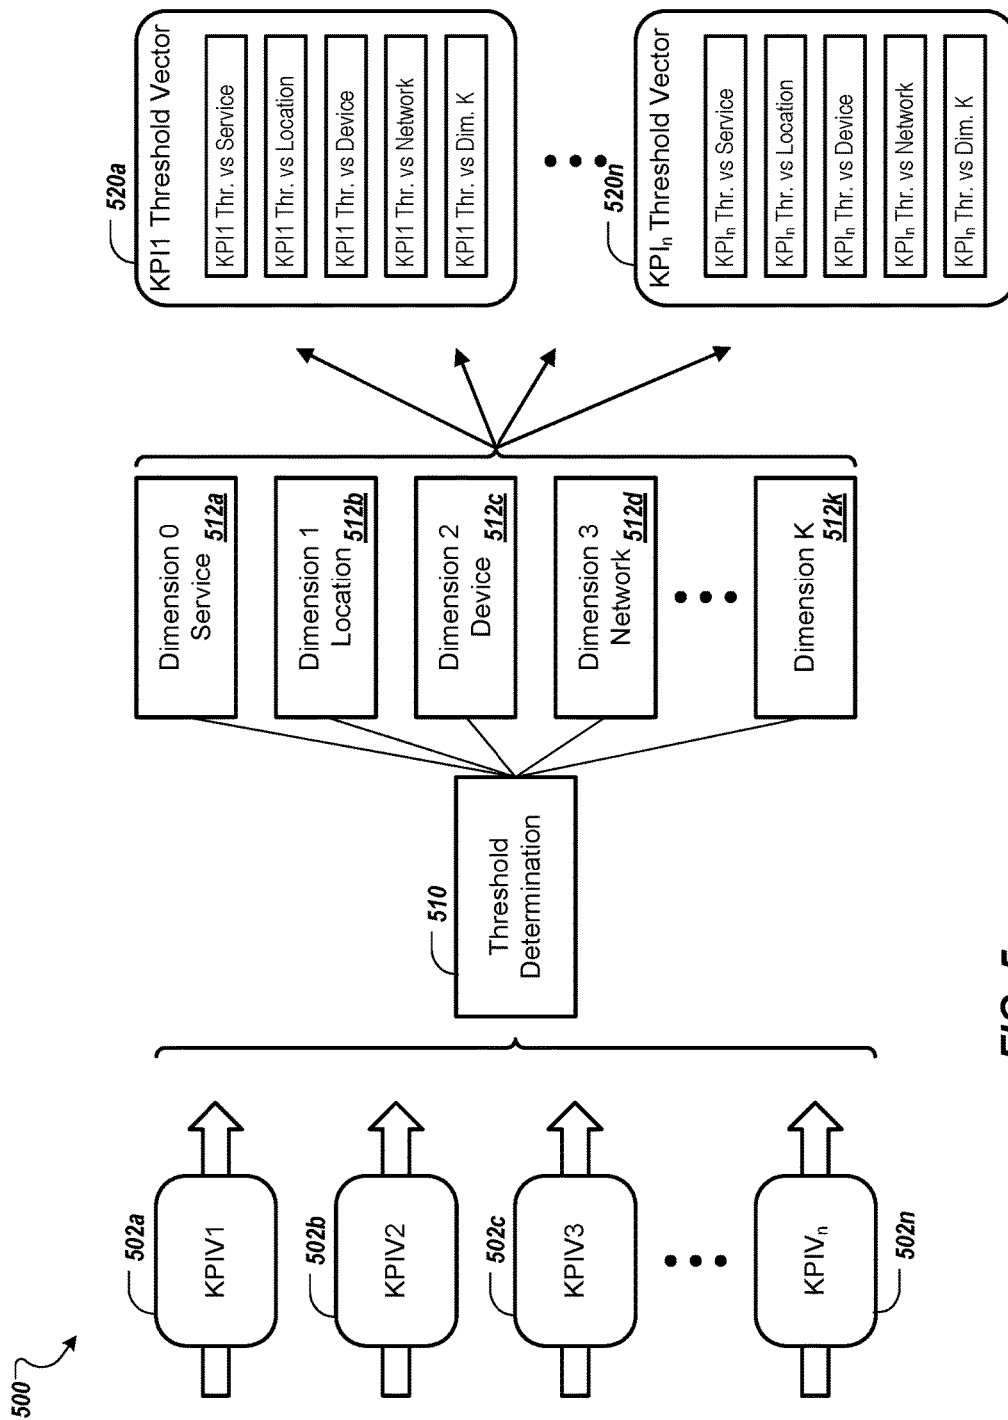 500
502a
KPIV1
502b
KPIV2
502c
KPIV3
KPIVn
502n
510
Threshold
Determination
Dimension 0
Service
512a
Dimension 1
Location
512b
Dimension 2
Device
512c
Dimension 3
Network
512d
Dimension K
512k
520a
KPI1 Threshold Vector
KPI1 Thr. vs Service
KPI1 Thr. vs Location
KPI1 Thr. vs Device
KPI1 Thr. vs Network
KPI1 Thr. vs Dim. K
520n
KPIn Threshold Vector
KPIn Thr. vs Service
KPIn Thr. vs Location
KPIn Thr. vs Device
KPIn Thr. vs Network
KPIn Thr. vs Dim. K